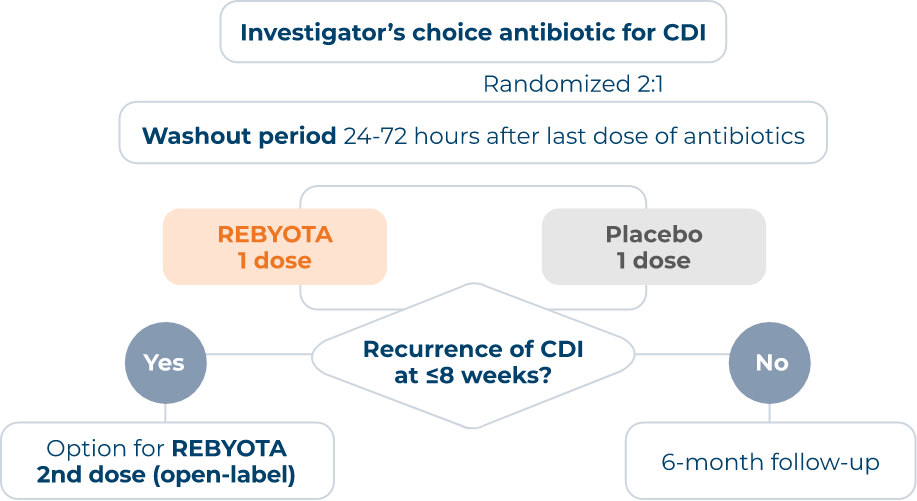 Investigator’s choice antibiotic for CDI
Randomized 2:1
Washout period 24-72 hours after last dose of antibiotics
REBYOTA
1 dose
Placebo
1 dose
Recurrence of CDI
at ≤8 weeks?
Yes
No
Option for REBYOTA
2nd dose (open-label)
6-month follow-up